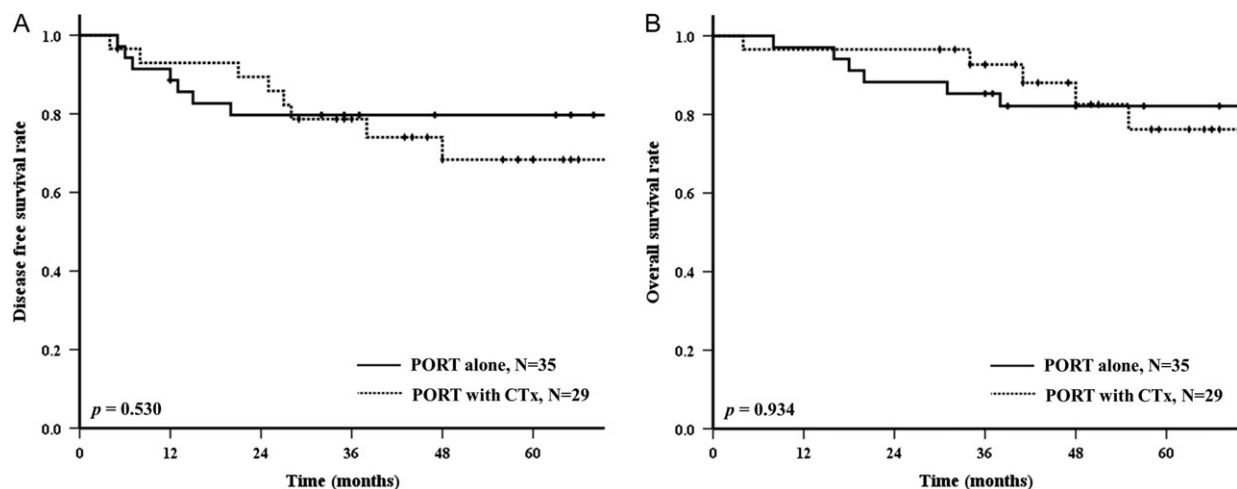 A
1.0
0.8
0.6
0.4
0.2
0.0
Disease free survival rate
PORT alone, N=35
PORT with CTx, N=29
p = 0.530
0 12 24 36 48 60
Time (months)
B
1.0
0.8
0.6
0.4
0.2
0.0
Overall survival rate
PORT alone, N=35
PORT with CTx, N=29
p = 0.934
0 12 24 36 48 60
Time (months)